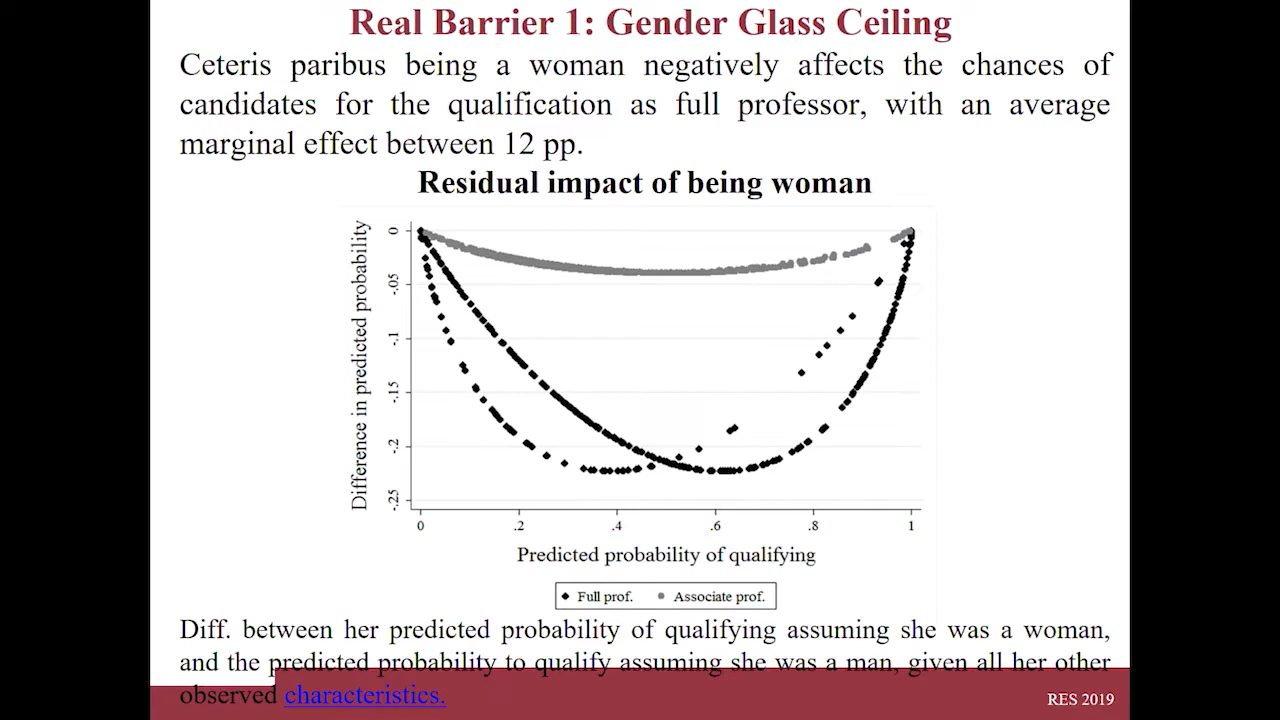 Real Barrier 1: Gender Glass Ceiling
Ceteris paribus being a woman negatively affects the chances of
candidates for the qualification as full professor, with an average
marginal effect between 12 pp.
Residual impact of being woman
Difference in predicted probability
0
-.05
-.1
-.15
-.2
-.25
0 .2 .4 .6 .8 1
Predicted probability of qualifying
Full prof. Associate prof.
Diff. between her predicted probability of qualifying assuming she was a woman,
and the predicted probability to qualify assuming she was a man, given all her other
observed characteristics.
RES 2019